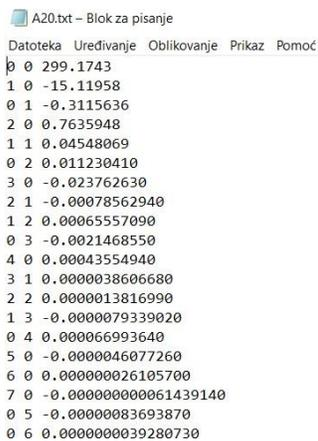 A20.txt – Blok za pisanje
Datoteka Uređivanje Oblikovanje Prikaz Pomoć
0 0 299.1743
1 0 -15.11958
0 1 -0.3115636
2 0 0.7635948
1 1 0.04548069
0 2 0.011230410
3 0 -0.023762630
2 1 -0.00078562940
1 2 0.00065557090
0 3 -0.0021468550
4 0 0.00043554940
3 1 0.0000038606680
2 2 0.0000013816990
1 3 -0.0000079339020
0 4 0.000066993640
5 0 -0.0000046077260
6 0 0.000000026105700
7 0 -0.000000000061439140
0 5 -0.00000083693870
0 6 0.0000000039280730